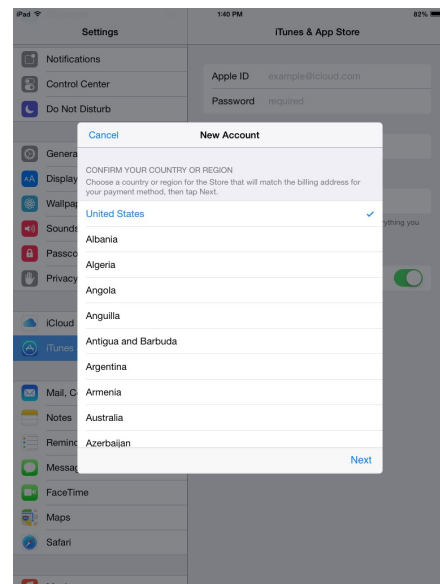 iPad 1:40 PM 82%
Settings iTunes & App Store
Notifications
Control Center
Do Not Disturb
Apple ID example@icloud.com
Password required
Cancel New Account
CONFIRM YOUR COUNTRY OR REGION
Choose a country or region for the Store that will match the billing address for
your payment method, then tap Next.
United States
Albania
Algeria
Angola
Anguilla
Antigua and Barbuda
Argentina
Armenia
Australia
Azerbaijan
Next
Genera
Display
Wallpap
Sounds
Passco
Privacy
iCloud
iTunes
Mail, C
Notes
Reminc
Messag
FaceTime
Maps
Safari
rything you